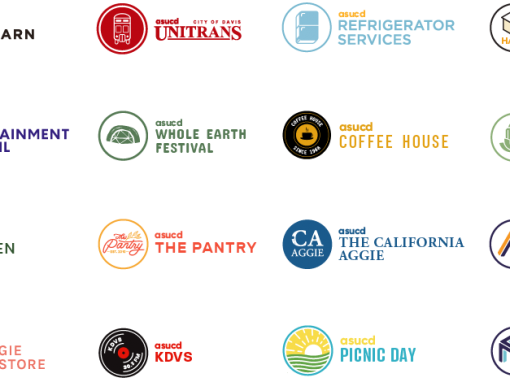 ARN
asucd CITY OF DAVIS
UNITRANS
asucd
REFRIGERATOR
SERVICES
HA
AINMENT
IL
asucd
WHOLE EARTH
FESTIVAL
COFFEE HOUSE
SINCE 1968
asucd
COFFEE HOUSE
EN
the
Pantry
asucd
THE PANTRY
CA
AGGIE
asucd
THE CALIFORNIA
AGGIE
GIE
STORE
KDVS
90.3 FM
asucd
KDVS
asucd
PICNIC DAY